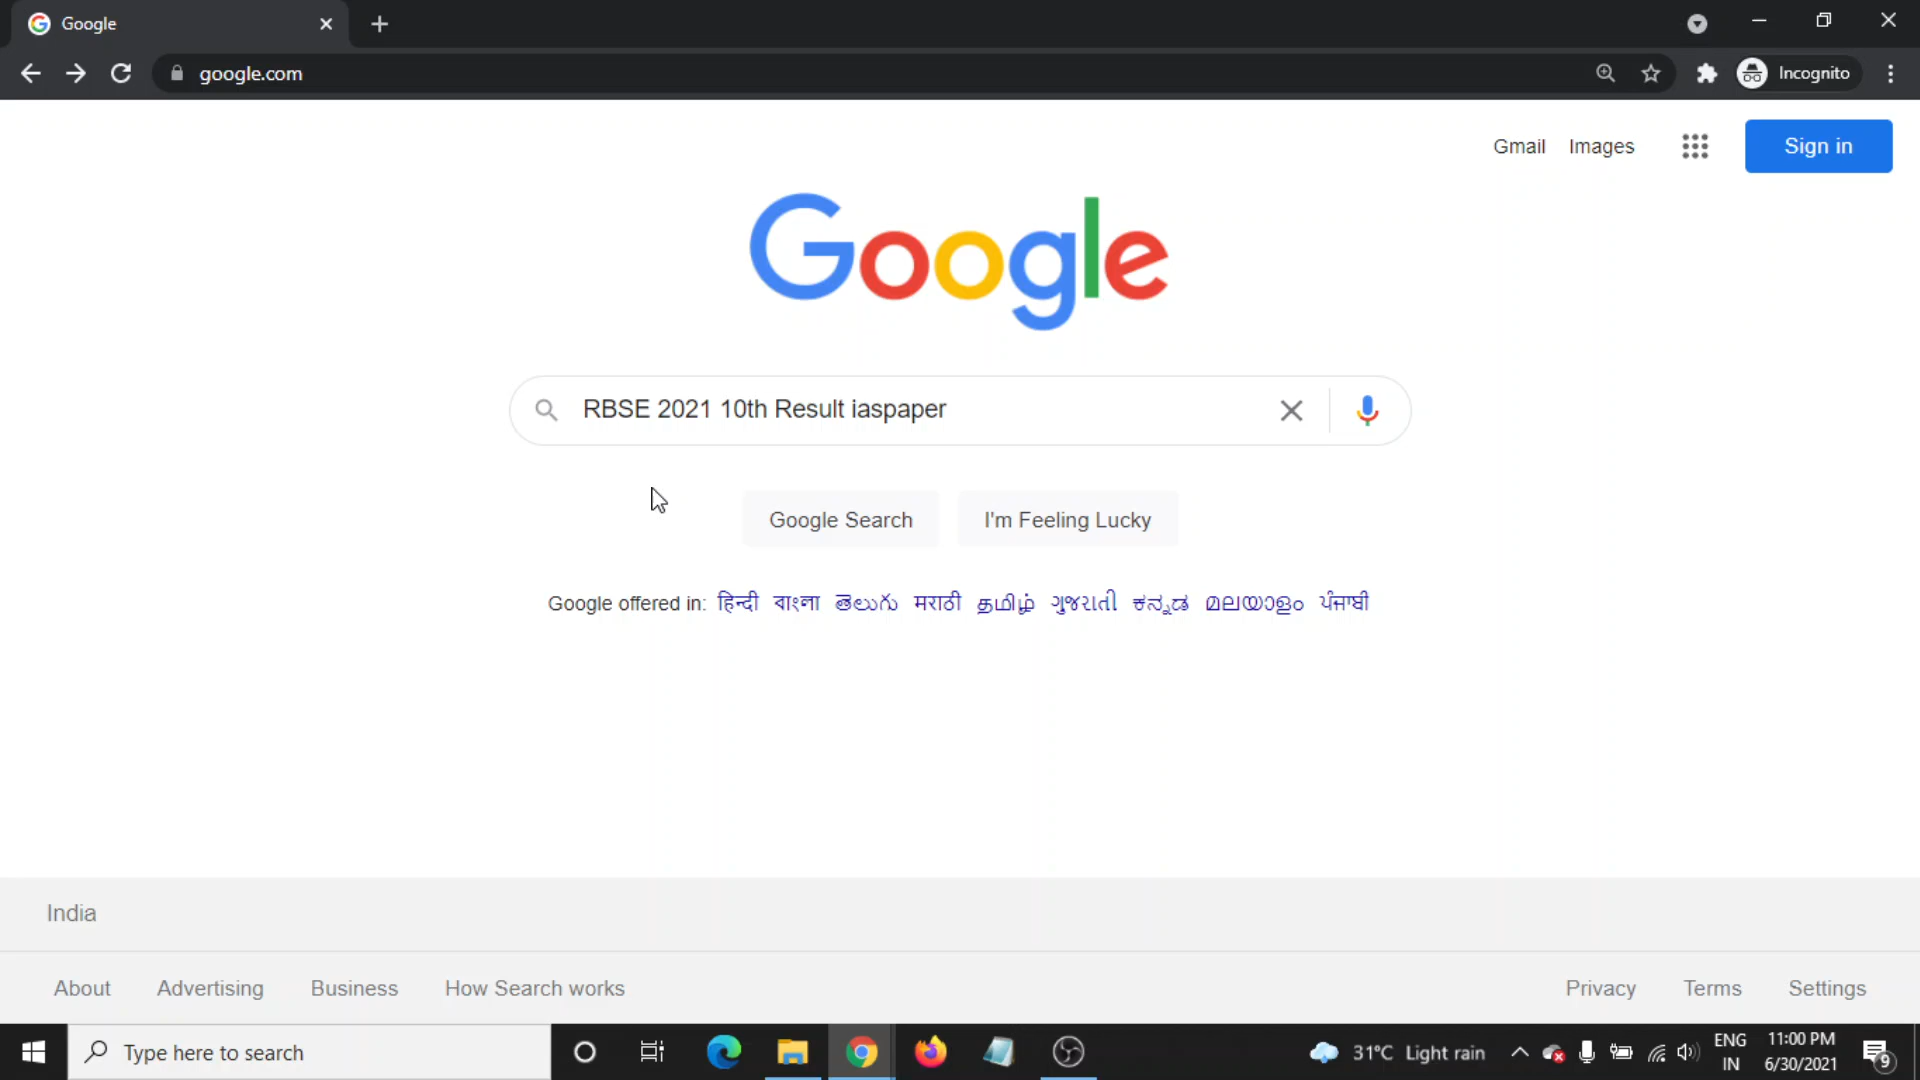 Google
google.com
Incognito
Gmail Images Sign in
Google
RBSE 2021 10th Result iaspaper
Google Search I'm Feeling Lucky
Google offered in: हिन्दी বাংলা తెలుగు मराठी தமிழ் ગુજરાતી ಕನ್ನಡ മലയാളം ਪੰਜਾਬੀ
India
About Advertising Business How Search works Privacy Terms Settings
Type here to search 31°C Light rain ENG 11:00 PM
IN 6/30/2021 9